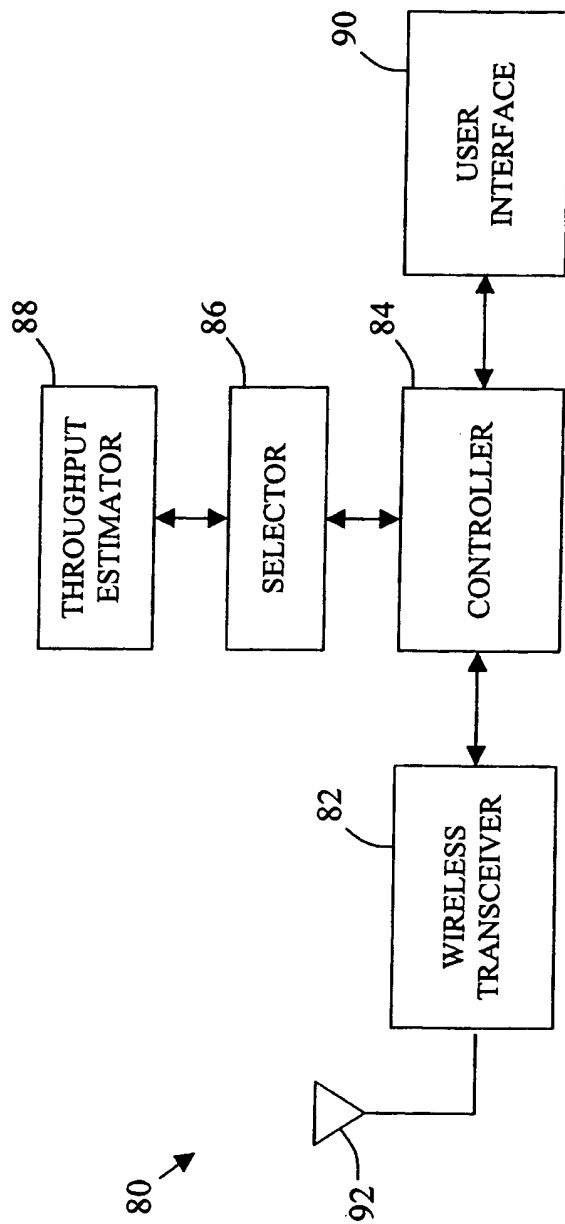 80
92
WIRELESS
TRANSCEIVER
82
THROUGHPUT
ESTIMATOR
88
SELECTOR
86
CONTROLLER
84
USER
INTERFACE
90